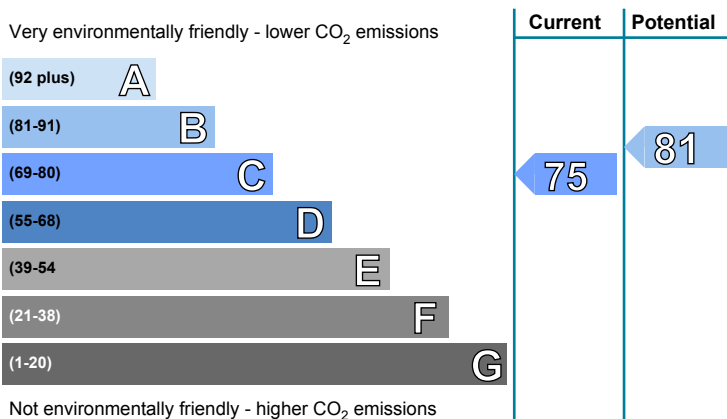 Very environmentally friendly - lower CO2 emissions
Current
Potential
(92 plus) A
(81-91) B
(69-80) C
(55-68) D
(39-54 E
(21-38) F
(1-20) G
75
81
Not environmentally friendly - higher CO2 emissions